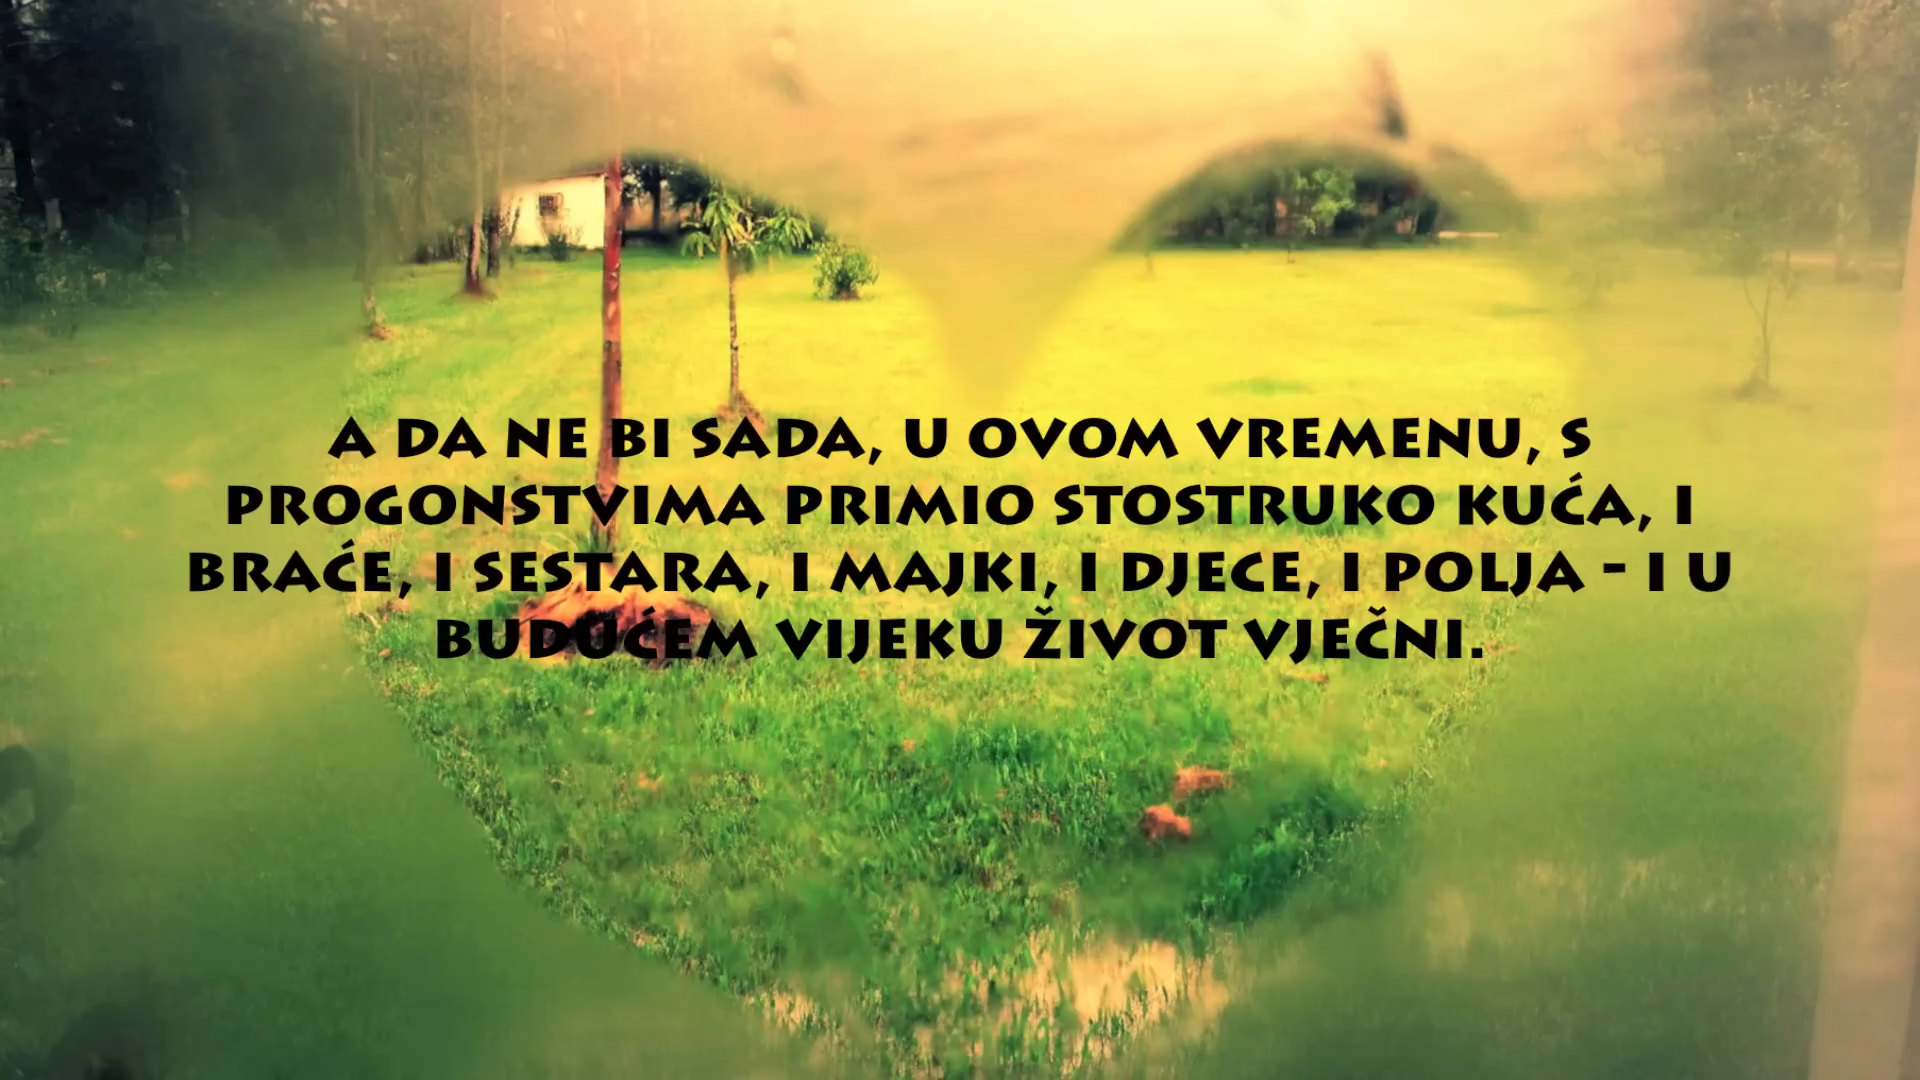 A DA NE BI SADA, U OVOM VREMENU, S
PROGONSTVIMA PRIMIO STOSTRUKO KUĆA, I
BRAĆE, I SESTARA, I MAJKI, I DJECE, I POLJA - I U
BUDUĆEM VIJEKU ŽIVOT VJEČNI.